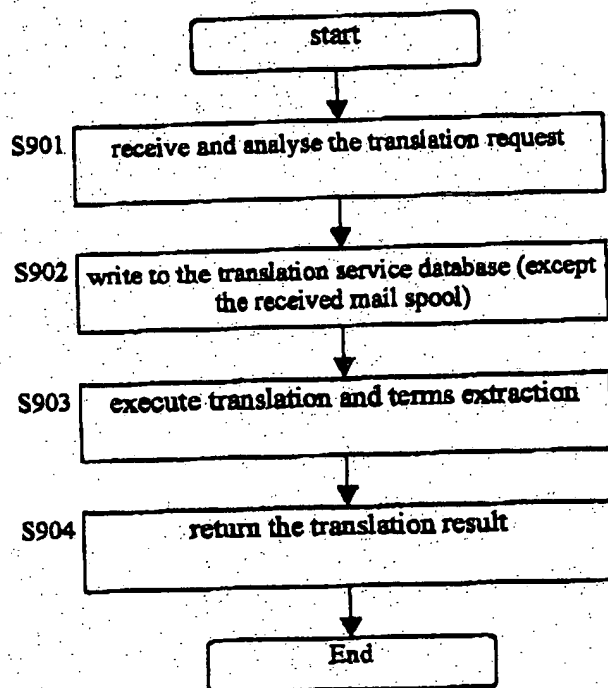 start
S901 receive and analyse the translation request
S902 write to the translation service database (except
the received mail spool)
S903 execute translation and terms extraction
S904 return the translation result
End